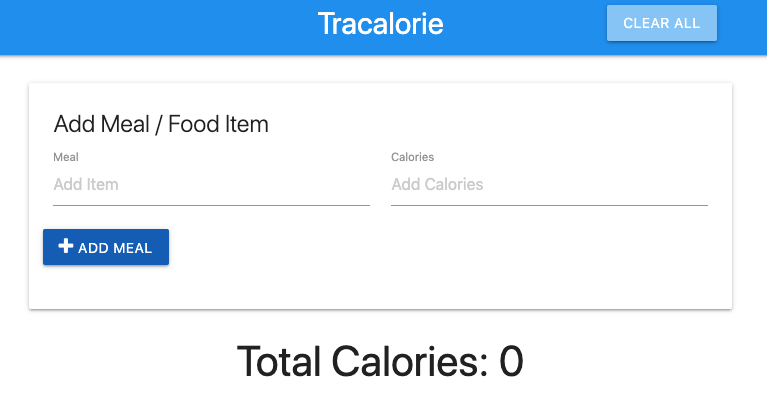 Tracalorie
CLEAR ALL
Add Meal / Food Item
Meal
Calories
Add Item
Add Calories
ADD MEAL
Total Calories: 0